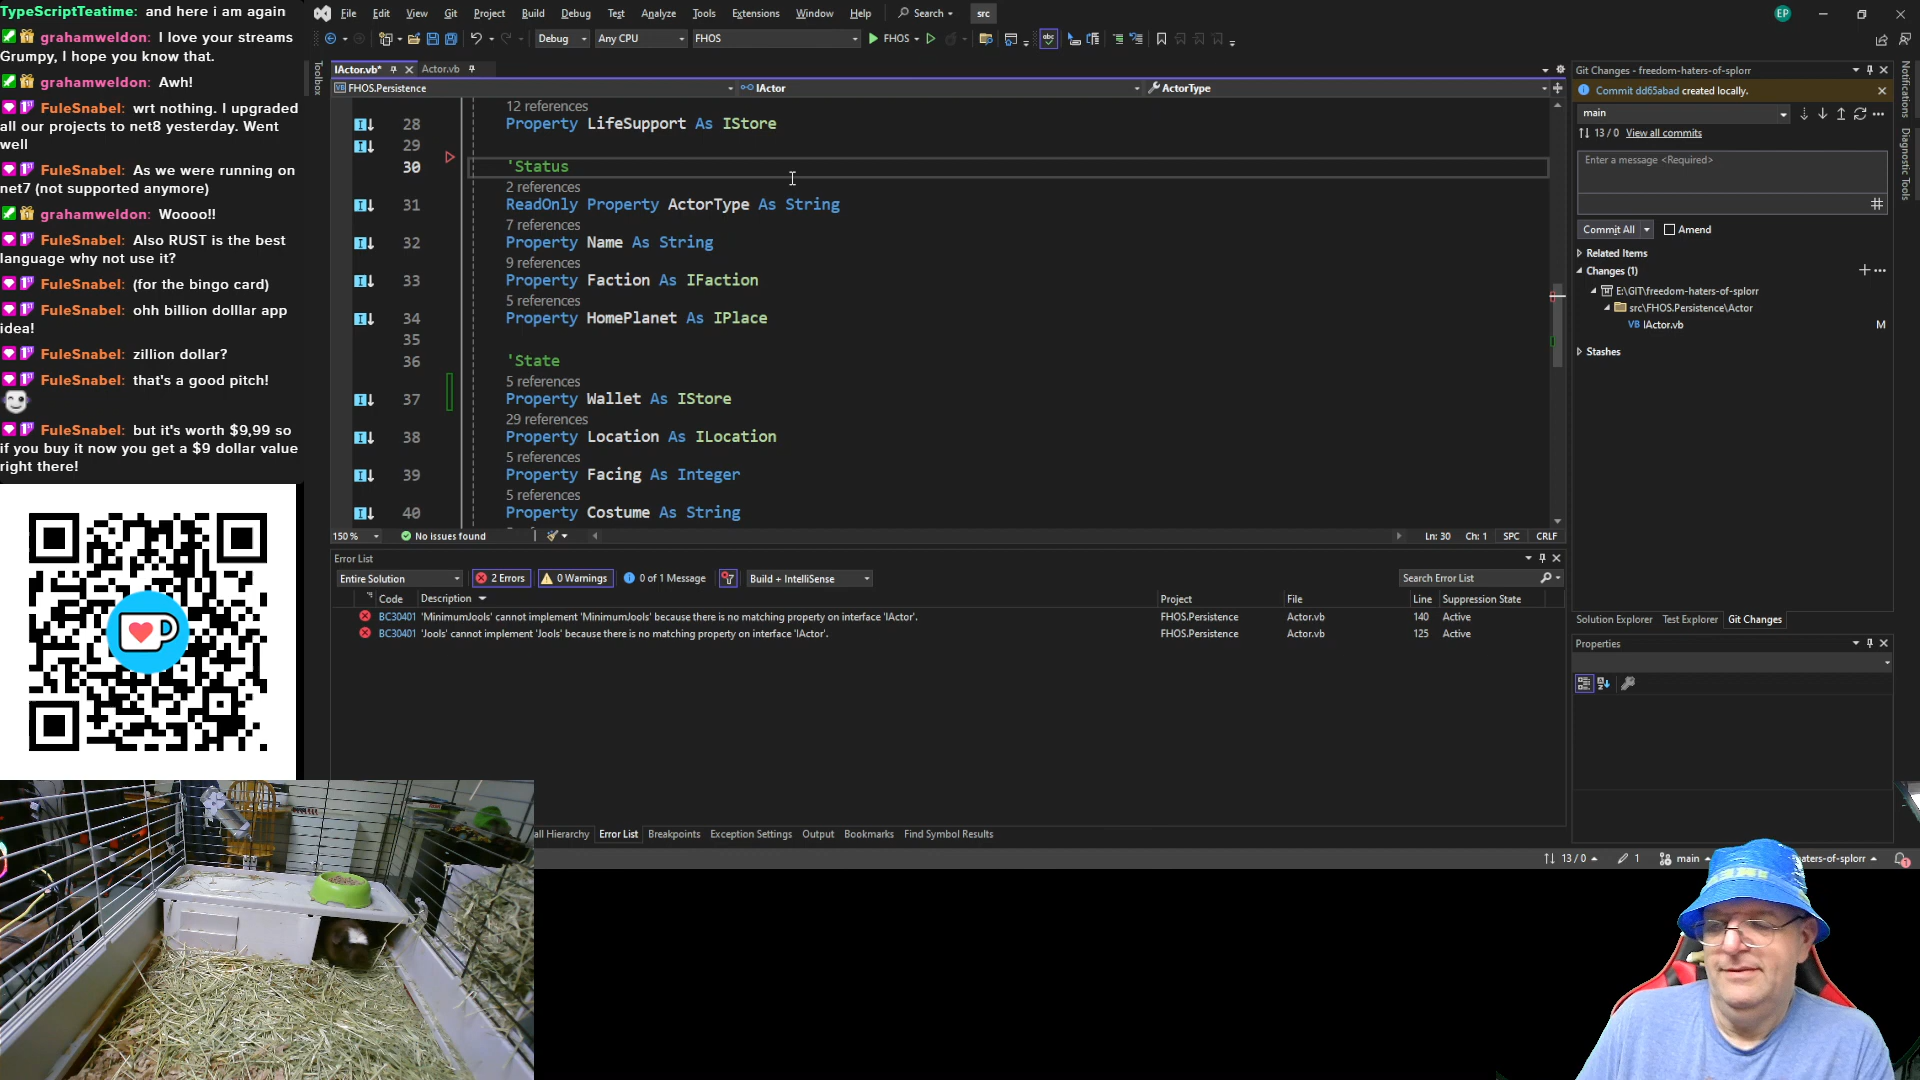 TypeScriptTeatime: and here i am again
grahamweldon: I love your streams
Grumpy, I hope you know that.
grahamweldon: Awh!
FuleSnabel: wrt nothing. I upgraded
all our projects to net8 yesterday. Went
well
FuleSnabel: As we were running on
net7 (not supported anymore)
grahamweldon: Woooo!!
FuleSnabel: Also RUST is the best
language why not use it?
FuleSnabel: (for the bingo card)
FuleSnabel: ohh billion dolllar app
idea!
FuleSnabel: zillion dollar?
FuleSnabel: that's a good pitch!
FuleSnabel: but it's worth $9,99 so
if you buy it now you get a $9 dollar value
right there!
File Edit View Git Project Build Debug Test Analyze Tools Extensions Window Help Search src
EP
Debug Any CPU FHOS FHOS
Toolbox
IActor.vb* Actor.vb
FHOS.Persistence IActor ActorType
12 references
28 Property LifeSupport As IStore
29
30 'Status
2 references
31 ReadOnly Property ActorType As String
7 references
32 Property Name As String
9 references
33 Property Faction As IFaction
5 references
34 Property HomePlanet As IPlace
35
36 'State
5 references
37 Property Wallet As IStore
29 references
38 Property Location As ILocation
5 references
39 Property Facing As Integer
5 references
40 Property Costume As String
150 % No issues found Ln: 30 Ch: 1 SPC CRLF
Error List
Entire Solution 2 Errors 0 Warnings 0 of 1 Message Build + IntelliSense Search Error List
Code Description Project File Line Suppression State
BC30401 'MinimumJools' cannot implement 'MinimumJools' because there is no matching property on interface 'IActor'. FHOS.Persistence Actor.vb 140 Active
BC30401 'Jools' cannot implement 'Jools' because there is no matching property on interface 'IActor'. FHOS.Persistence Actor.vb 125 Active
all Hierarchy Error List Breakpoints Exception Settings Output Bookmarks Find Symbol Results
Git Changes - freedom-haters-of-splorr
Commit dd65abad created locally.
main
13 / 0 View all commits
Enter a message <Required>
Commit All Amend
Related Items
Changes (1)
E:\GIT\freedom-haters-of-splorr
src\FHOS.Persistence\Actor
VB IActor.vb M
Stashes
Solution Explorer Test Explorer Git Changes
Properties
Notifications
Diagnostic Tools
13 / 0 1 main aters-of-splorr